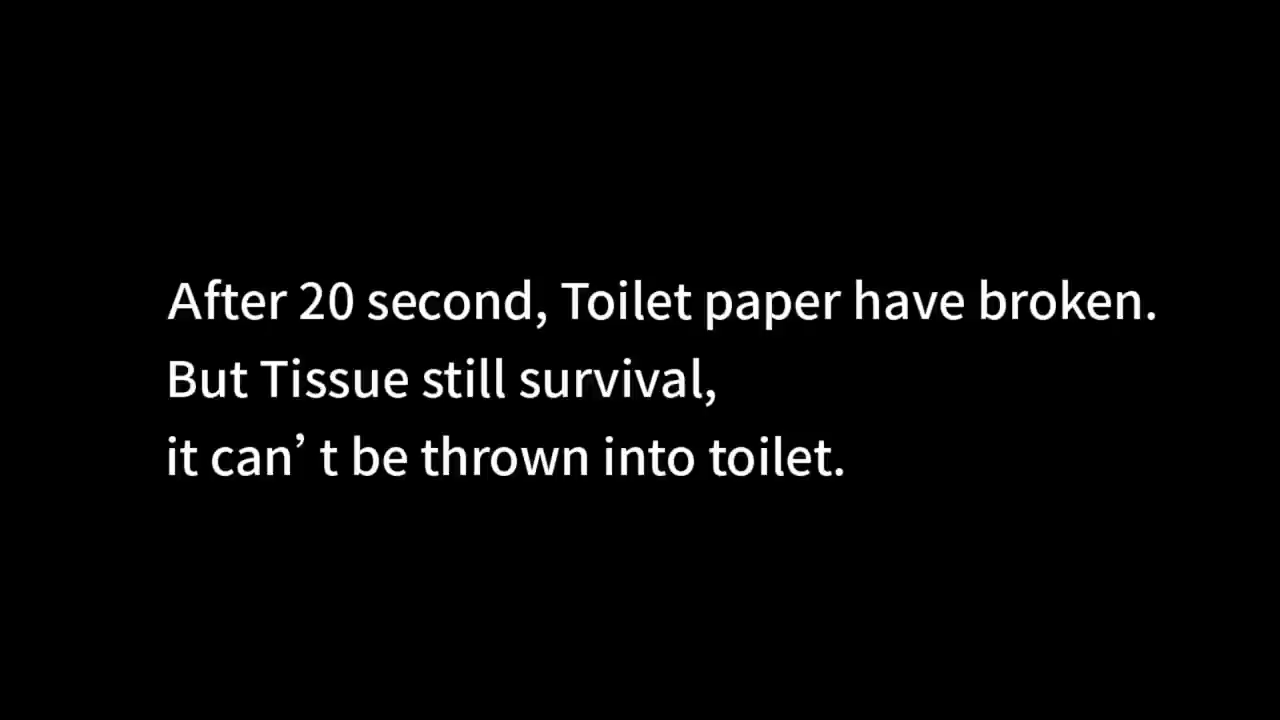 After 20 second, Toilet paper have broken.
But Tissue still survival,
it can’ t be thrown into toilet.